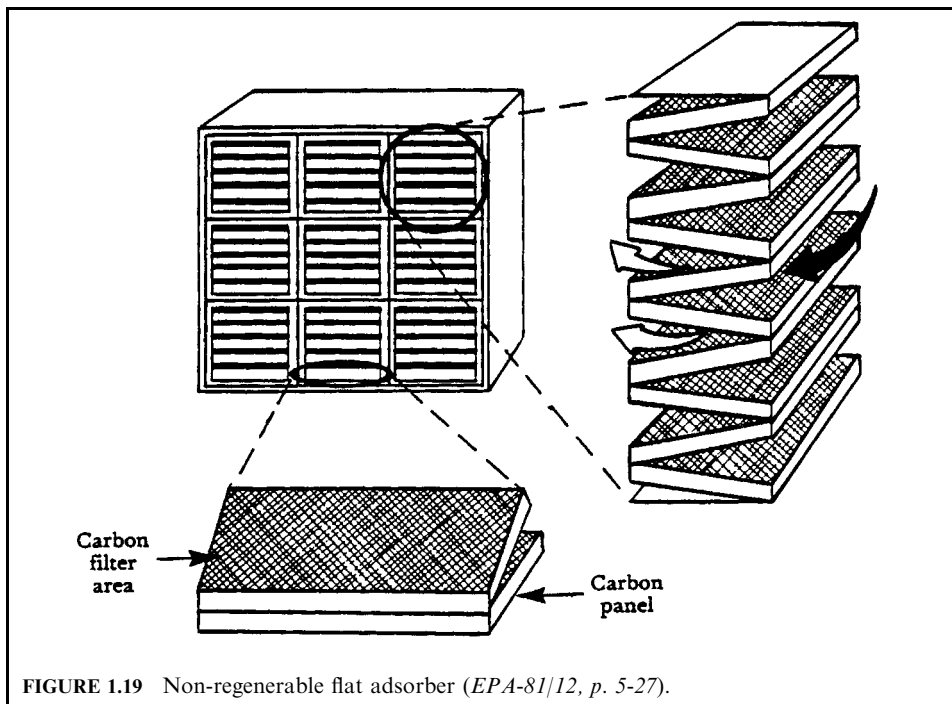 Carbon
filter
area
Carbon
panel
FIGURE 1.19 Non-regenerable flat adsorber (EPA-81/12, p. 5-27).